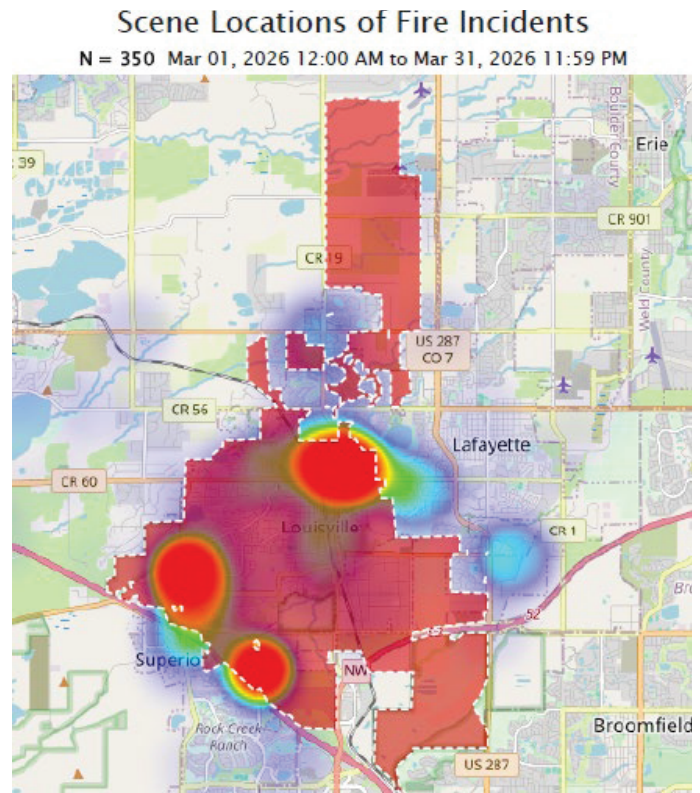 Scene Locations of Fire Incidents
N = 350 Mar 01, 2026 12:00 AM to Mar 31, 2026 11:59 PM
Boulder County
Erie
39
CR 901
CR 19
Weld County
US 287
CO 7
CR 56
Lafayette
CR 60
Louisville
CR 1
52
Superio
NW
Rock Creek
Ranch
Broomfield
US 287